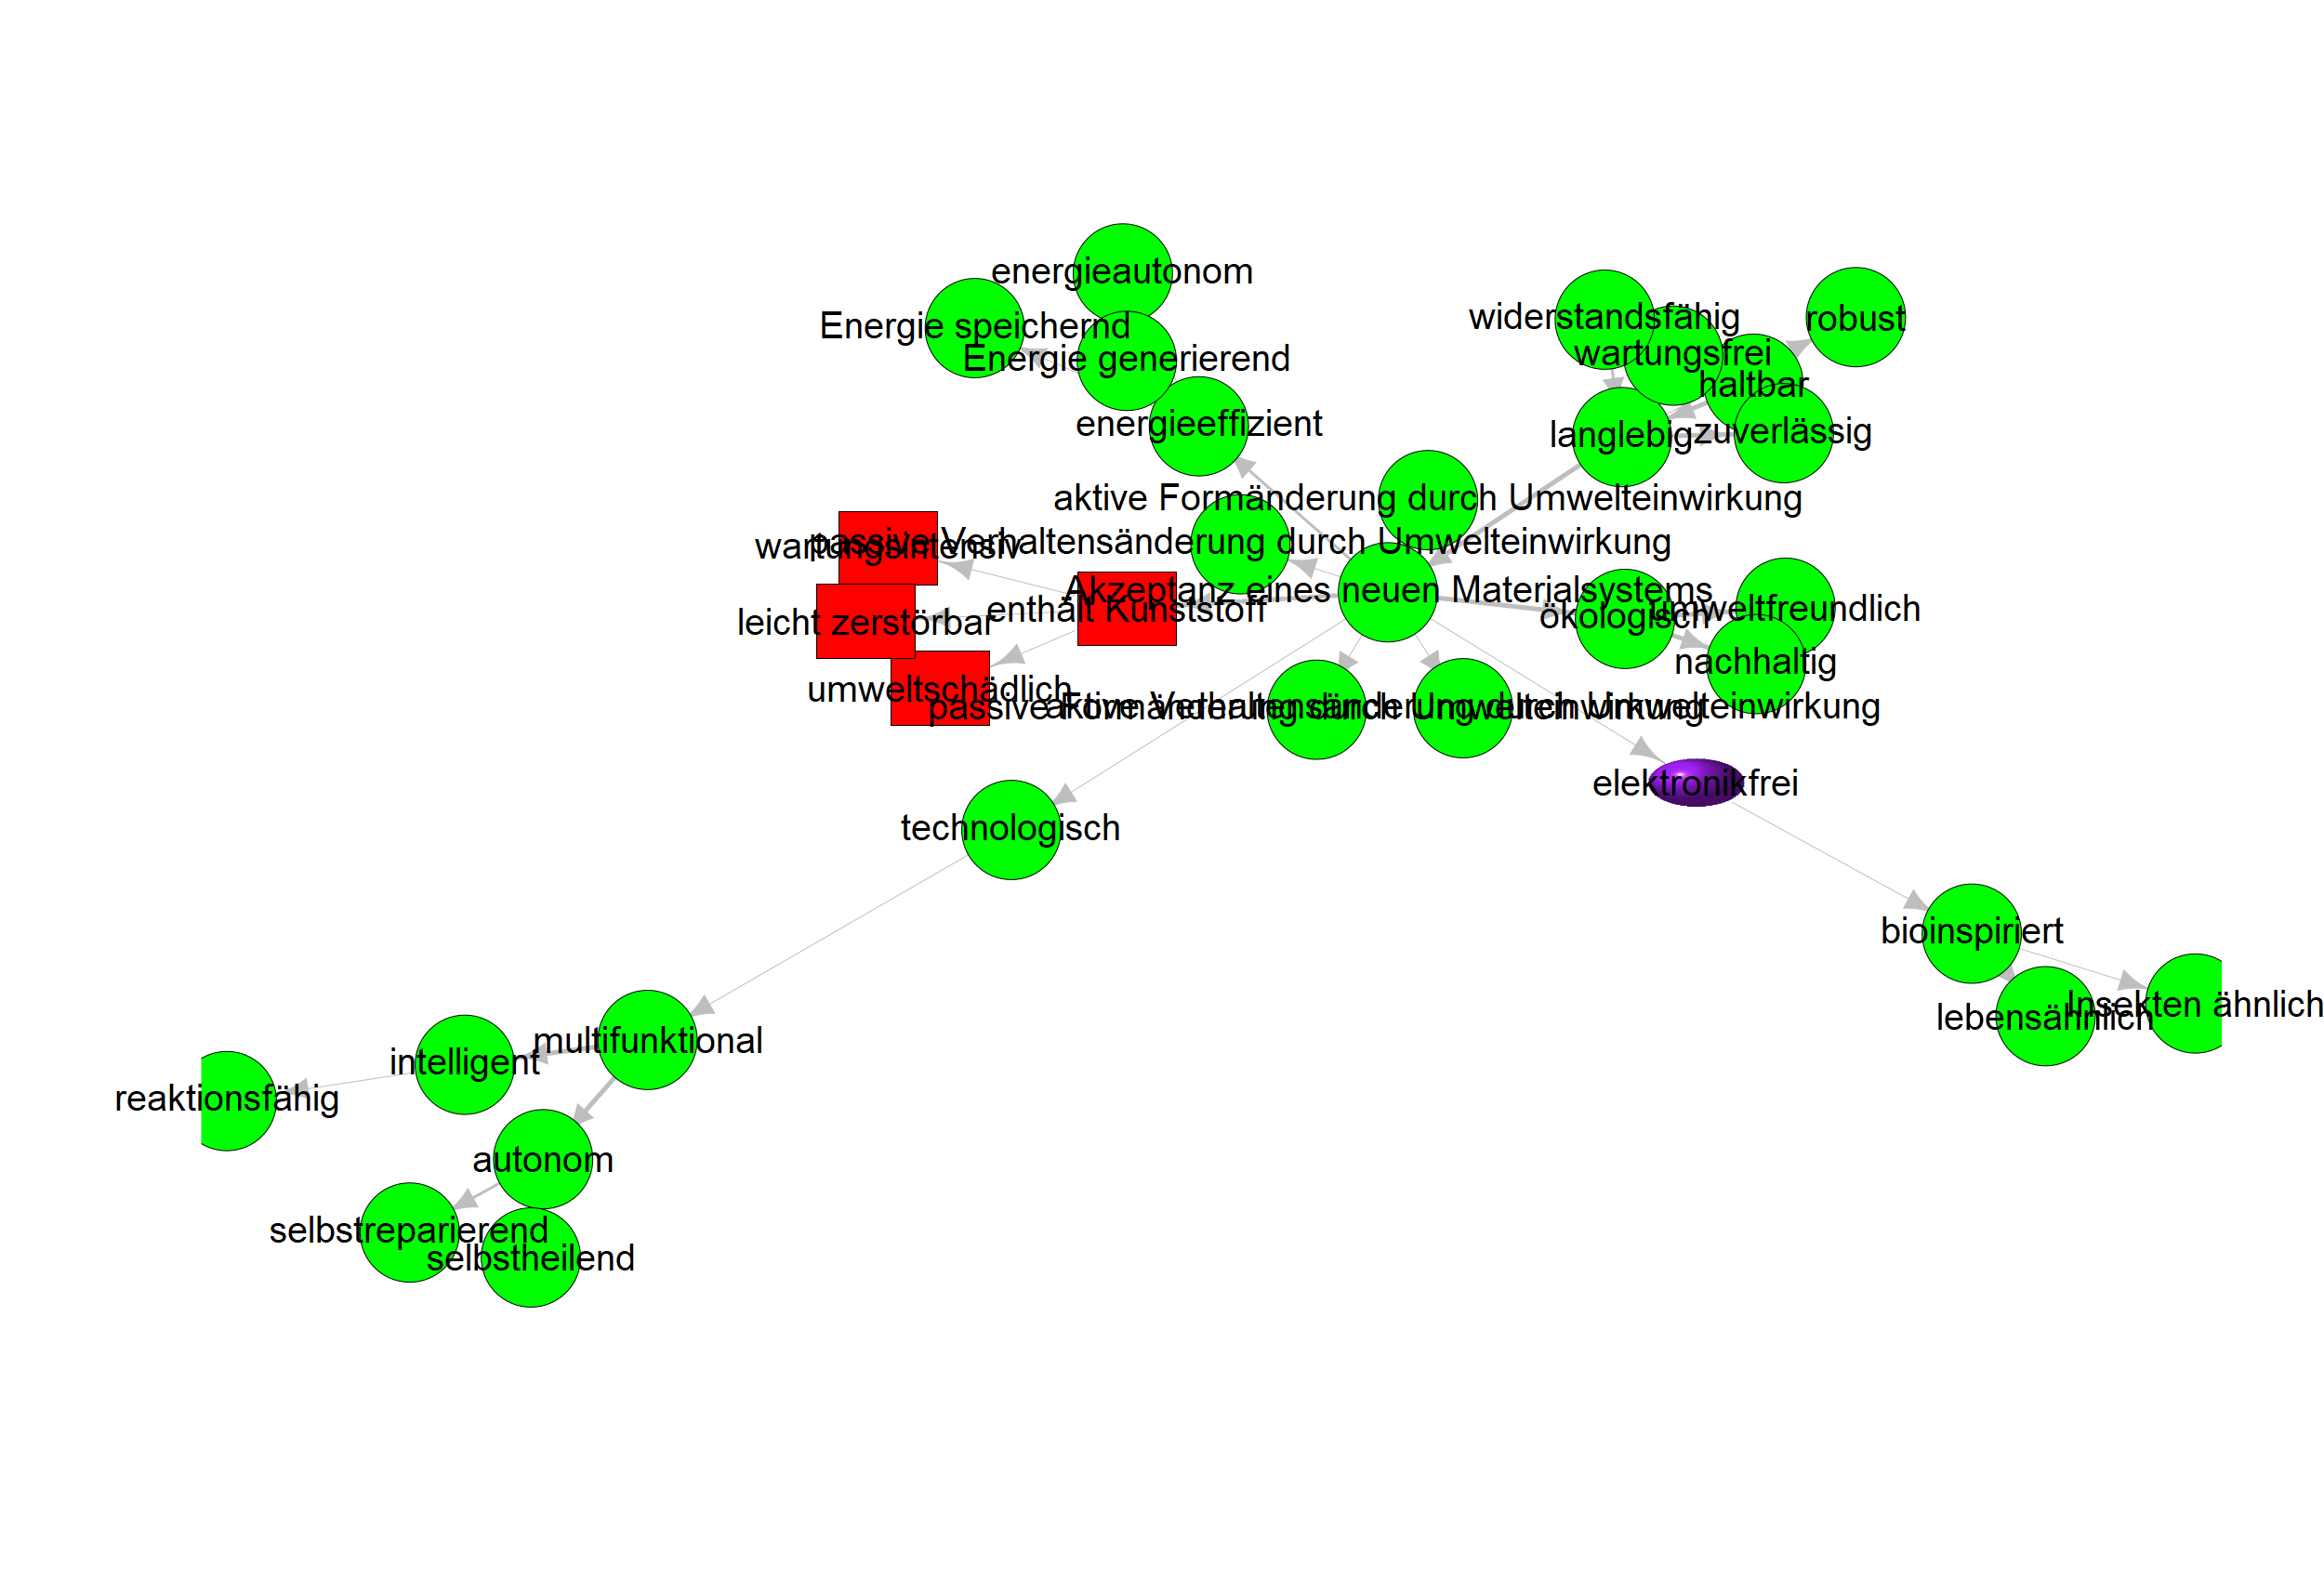 energieautonom
Energie speichernd
Energie generierend
energieeffizient
widerstandsfähig
robust
wartungsfrei
haltbar
langlebig
zuverlässig
aktive Formänderung durch Umwelteinwirkung
wartungsintensiv
passive Verhaltensänderung durch Umwelteinwirkung
Akzeptanz eines neuen Materialsystems
enthält Kunststoff
leicht zerstörbar
ökologisch
umweltfreundlich
nachhaltig
umweltschädlich
passive Formänderung durch Umwelteinwirkung
aktive Verhaltensänderung durch Umwelteinwirkung
elektronikfrei
technologisch
bioinspiriert
lebensähnlich
Insekten ähnlich
multifunktional
intelligent
reaktionsfähig
autonom
selbstreparierend
selbstheilend